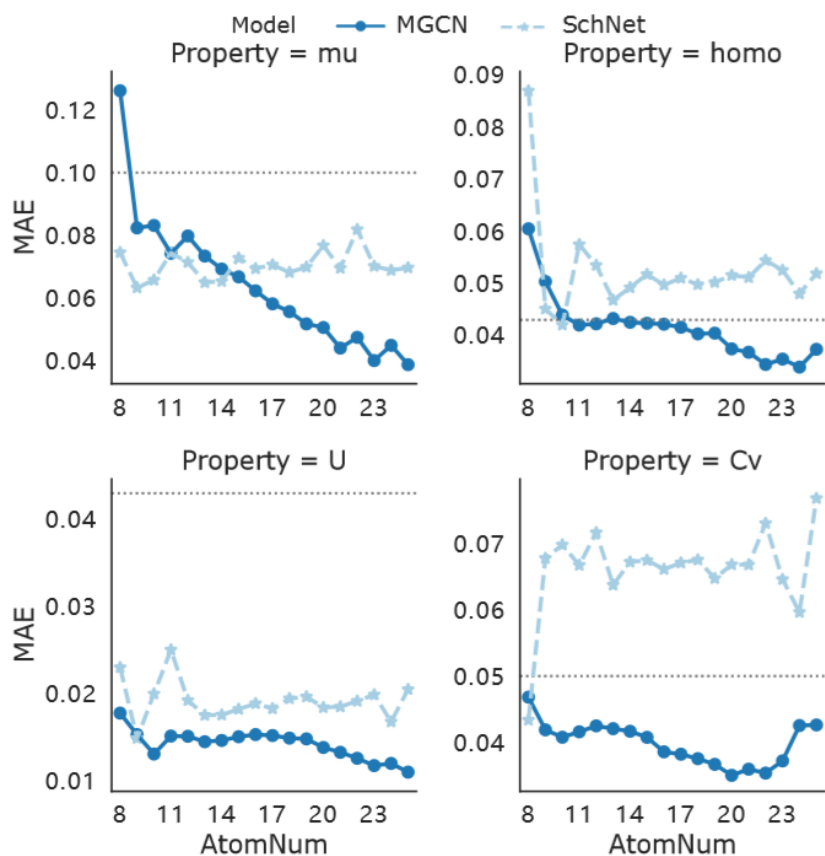 Model MGCN SchNet
Property = mu
0.12
0.10
0.08
0.06
0.04
MAE
8 11 14 17 20 23
Property = homo
0.09
0.08
0.07
0.06
0.05
0.04
8 11 14 17 20 23
Property = U
0.04
0.03
0.02
0.01
MAE
8 11 14 17 20 23
AtomNum
Property = Cv
0.07
0.06
0.05
0.04
8 11 14 17 20 23
AtomNum